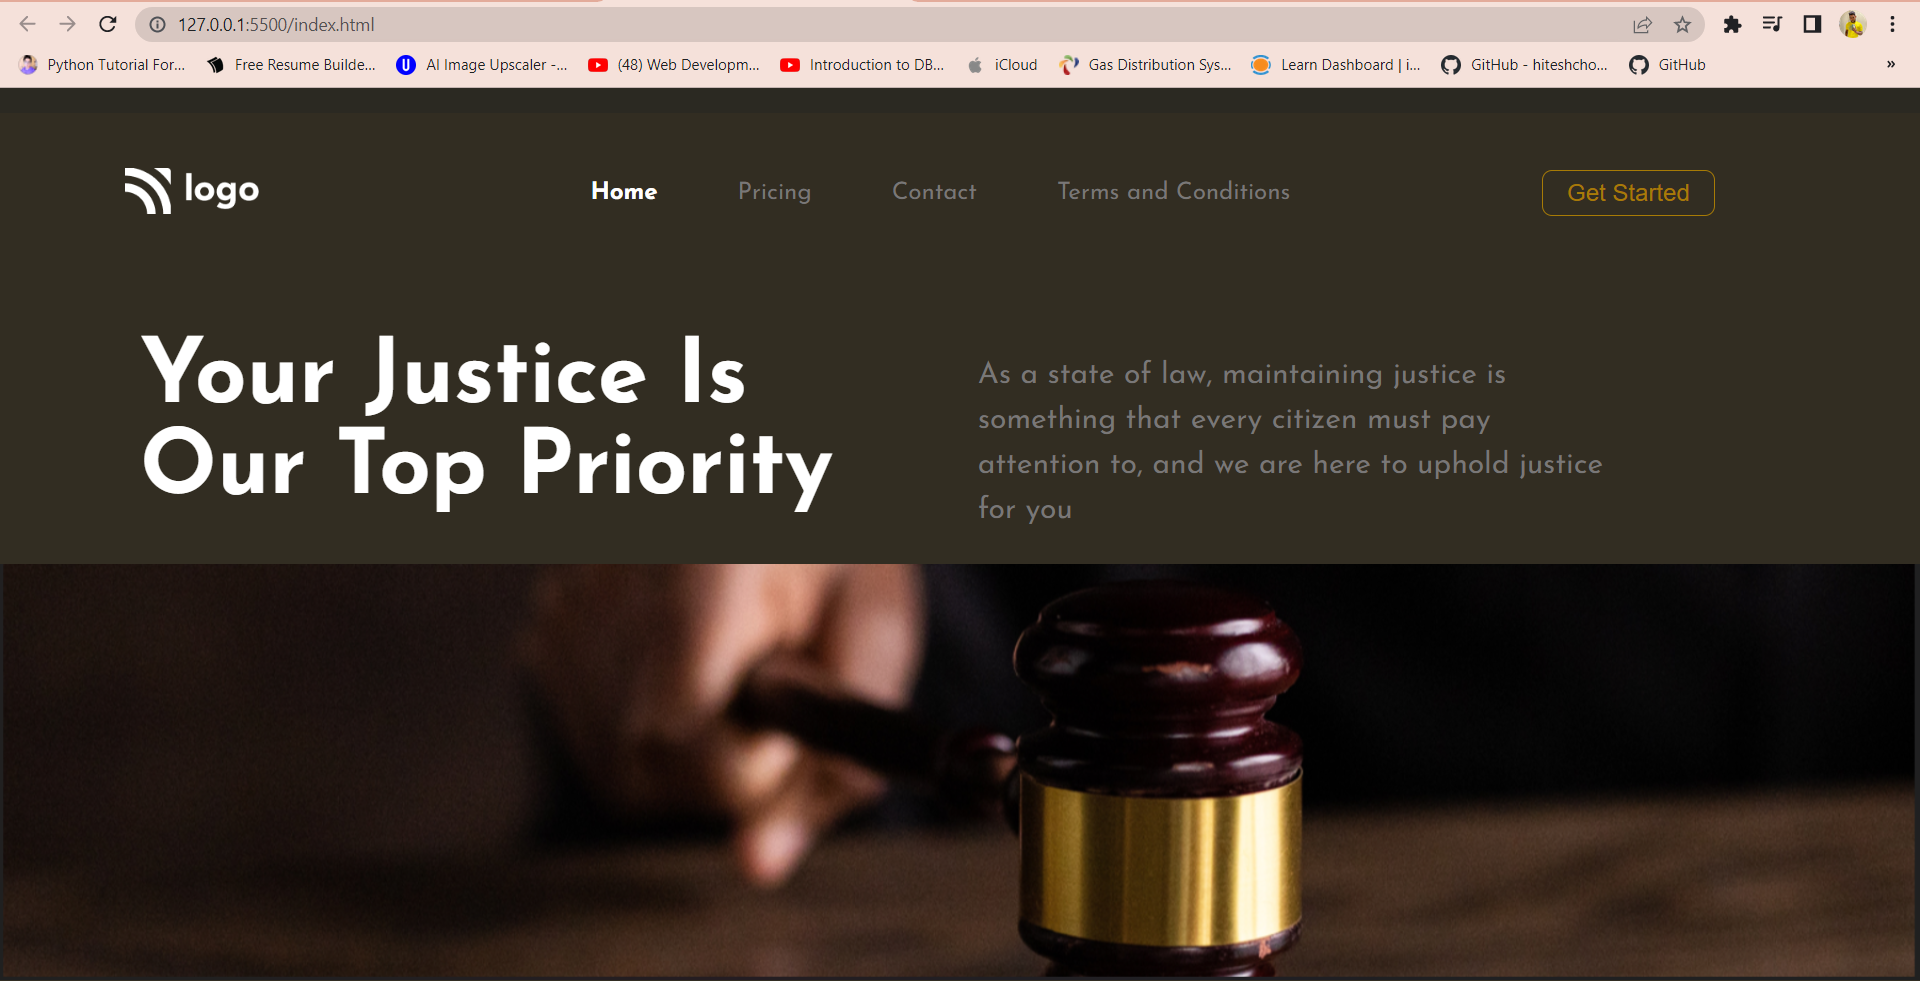 127.0.0.1:5500/index.html
Python Tutorial For... Free Resume Builde... U AI Image Upscaler -... (48) Web Developm... Introduction to DB... iCloud Gas Distribution Sys... Learn Dashboard | i... GitHub - hiteshcho... GitHub »
logo Home Pricing Contact Terms and Conditions Get Started
Your Justice Is
Our Top Priority
As a state of law, maintaining justice is
something that every citizen must pay
attention to, and we are here to uphold justice
for you